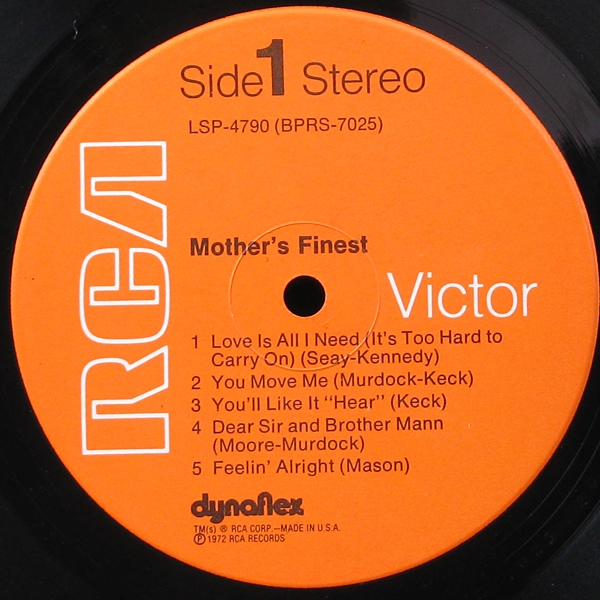 Side 1 Stereo
LSP-4790 (BPRS-7025)
RCA
Mother's Finest
Victor
1 Love Is All I Need (It's Too Hard to
Carry On) (Seay-Kennedy)
2 You Move Me (Murdock-Keck)
3 You'll Like It "Hear" (Keck)
4 Dear Sir and Brother Mann
(Moore-Murdock)
5 Feelin' Alright (Mason)
dynaflex
TM(s) ® RCA CORP.—MADE IN U.S.A.
℗ 1972 RCA RECORDS